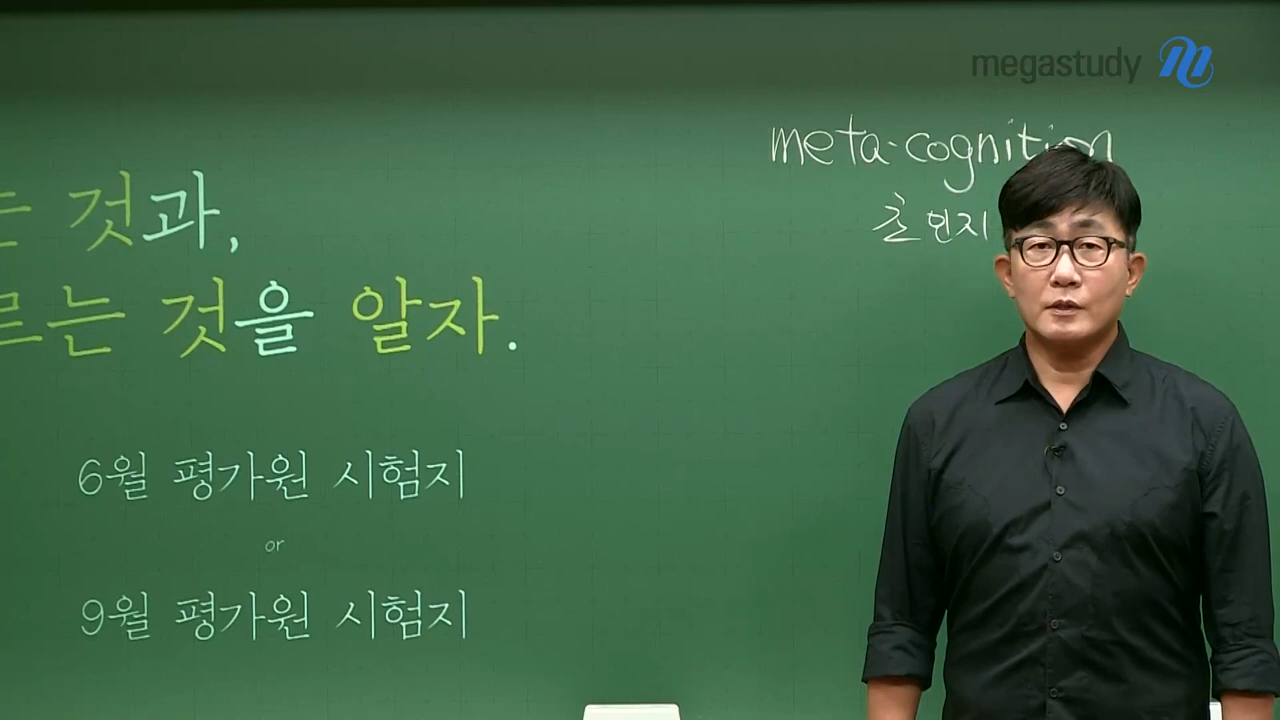 megastudy
meta-cognition
초인지
는 것과,
르는 것을 알자.
6월 평가원 시험지
or
9월 평가원 시험지